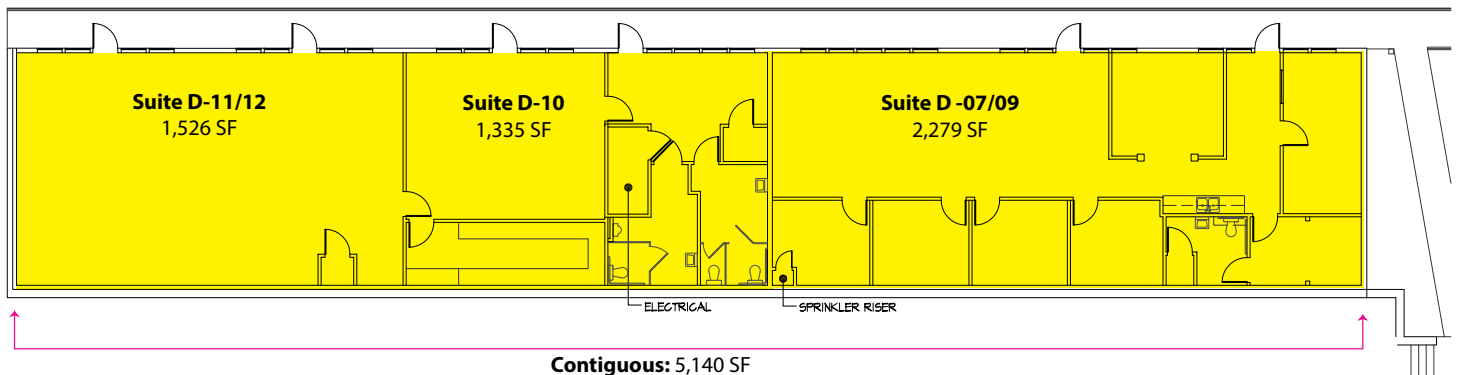 Suite D-11/12
1,526 SF
Suite D-10
1,335 SF
Suite D -07/09
2,279 SF
ELECTRICAL
SPRINKLER RISER
Contiguous: 5,140 SF